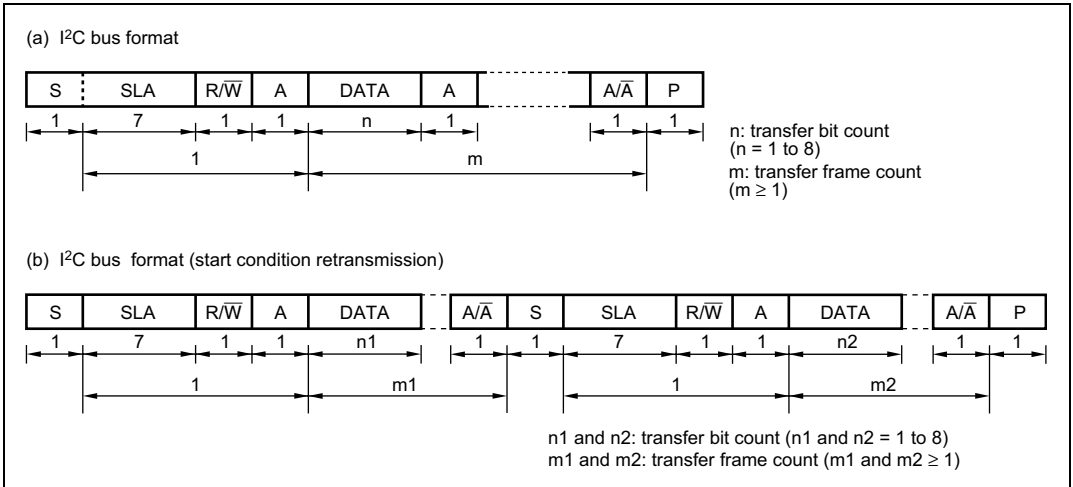 (a) I²C bus format
S SLA R/W̅ A DATA A A/A̅ P
1 7 1 1 n 1 1 1
1 m
n: transfer bit count
(n = 1 to 8)
m: transfer frame count
(m ≥ 1)
(b) I²C bus format (start condition retransmission)
S SLA R/W̅ A DATA A/A̅ S SLA R/W̅ A DATA A/A̅ P
1 7 1 1 n1 1 1 7 1 1 n2 1 1
1 m1 1 m2
n1 and n2: transfer bit count (n1 and n2 = 1 to 8)
m1 and m2: transfer frame count (m1 and m2 ≥ 1)